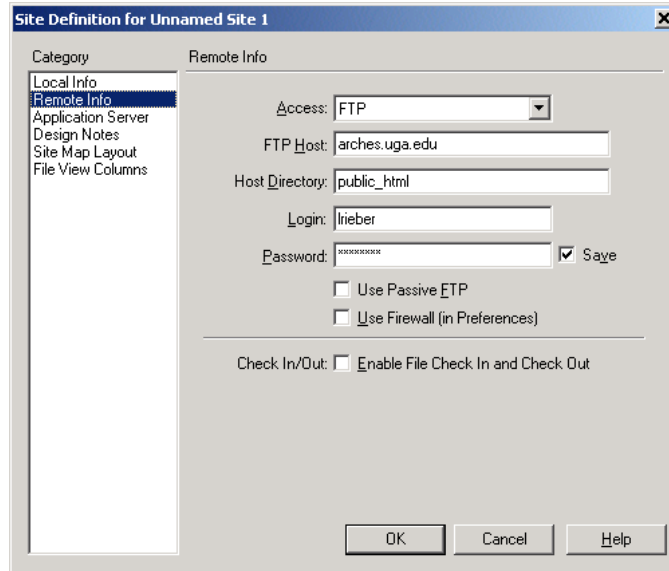 Site Definition for Unnamed Site 1
Category
Local Info
Remote Info
Application Server
Design Notes
Site Map Layout
File View Columns
Remote Info
Access: FTP
FTP Host: arches.uga.edu
Host Directory: public_html
Login: lrieber
Password: ******** Save
Use Passive FTP
Use Firewall (in Preferences)
Check In/Out: Enable File Check In and Check Out
OK Cancel Help